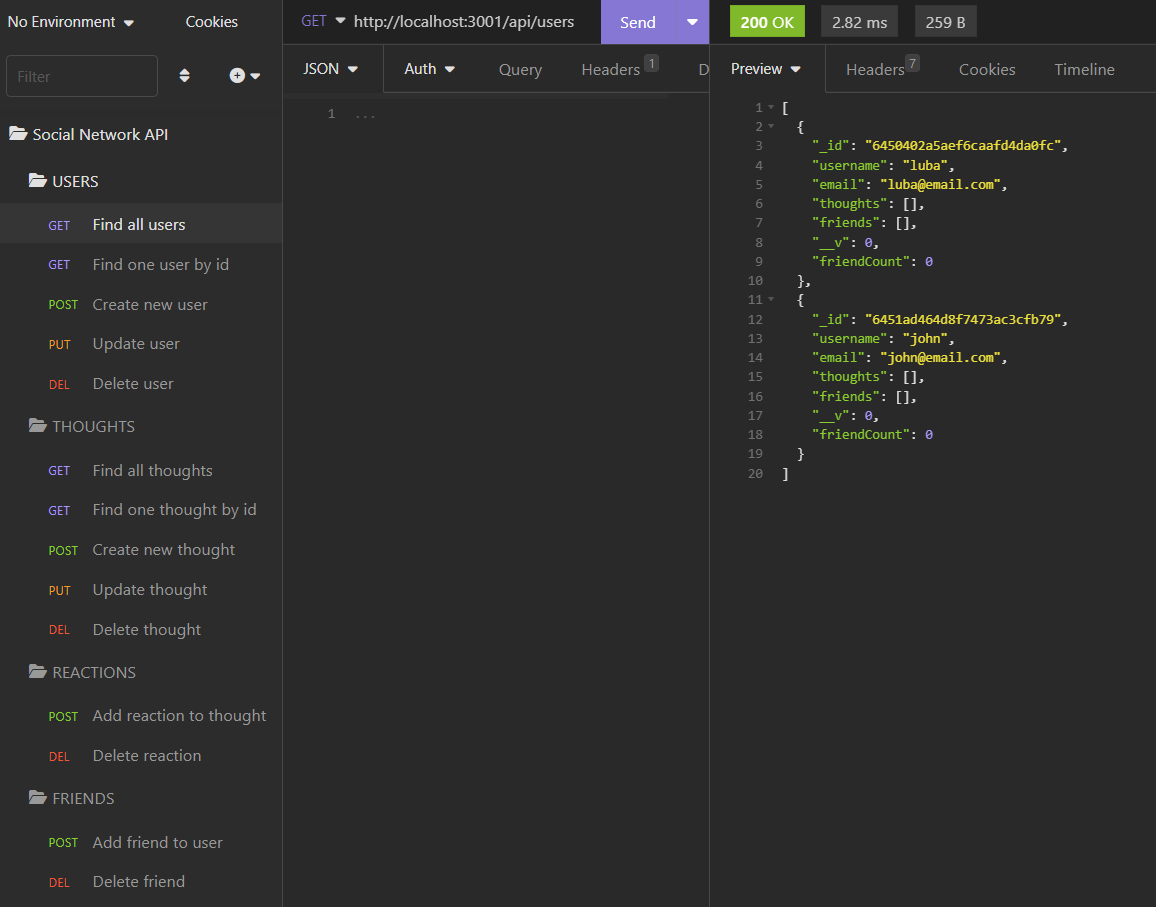 No Environment
Cookies
Filter
Social Network API
USERS
GET Find all users
GET Find one user by id
POST Create new user
PUT Update user
DEL Delete user
THOUGHTS
GET Find all thoughts
GET Find one thought by id
POST Create new thought
PUT Update thought
DEL Delete thought
REACTIONS
POST Add reaction to thought
DEL Delete reaction
FRIENDS
POST Add friend to user
DEL Delete friend
GET http://localhost:3001/api/users Send
JSON Auth Query Headers 1 D
1 ...
200 OK 2.82 ms 259 B
Preview Headers 7 Cookies Timeline
1 [
2 {
3 "_id": "6450402a5aef6caafd4da0fc",
4 "username": "luba",
5 "email": "luba@email.com",
6 "thoughts": [],
7 "friends": [],
8 "__v": 0,
9 "friendCount": 0
10 },
11 {
12 "_id": "6451ad464d8f7473ac3cfb79",
13 "username": "john",
14 "email": "john@email.com",
15 "thoughts": [],
16 "friends": [],
17 "__v": 0,
18 "friendCount": 0
19 }
20 ]